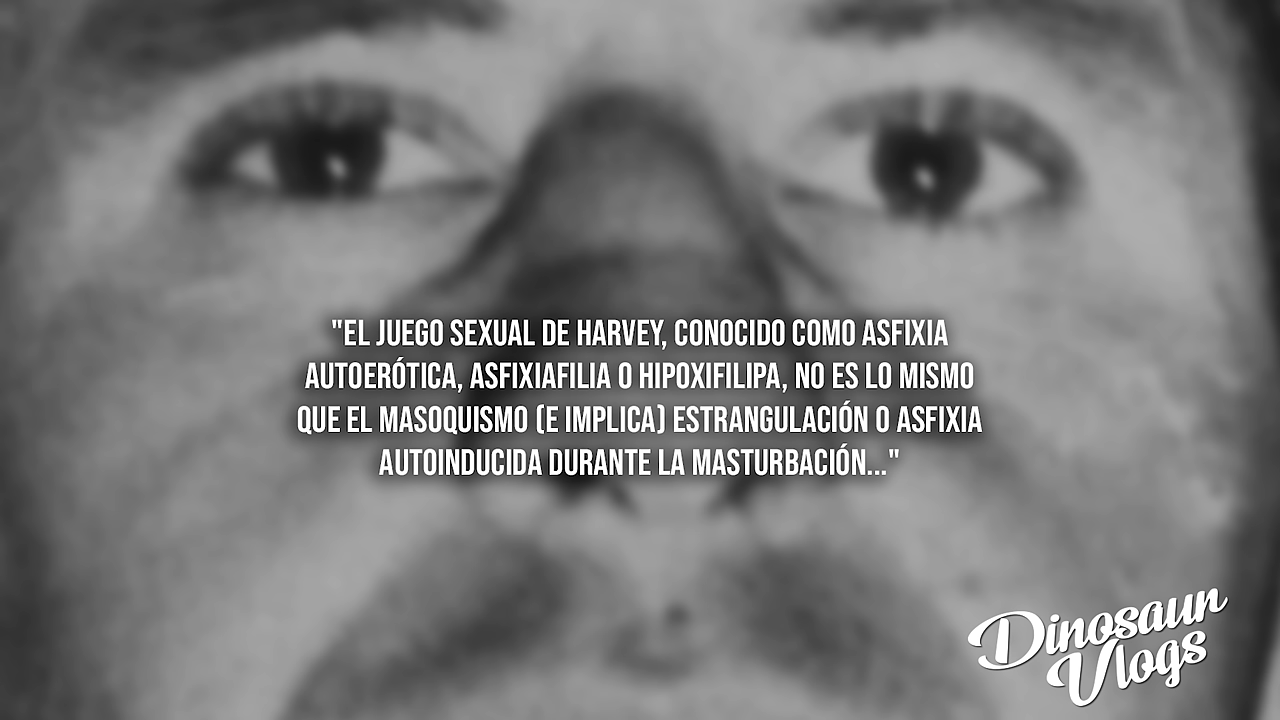 "EL JUEGO SEXUAL DE HARVEY, CONOCIDO COMO ASFIXIA
AUTOERÓTICA, ASFIXIAFILIA O HIPOXIFILIPA, NO ES LO MISMO
QUE EL MASOQUISMO (E IMPLICA) ESTRANGULACIÓN O ASFIXIA
AUTOINDUCIDA DURANTE LA MASTURBACIÓN..."
Dinosaun
Vlogs